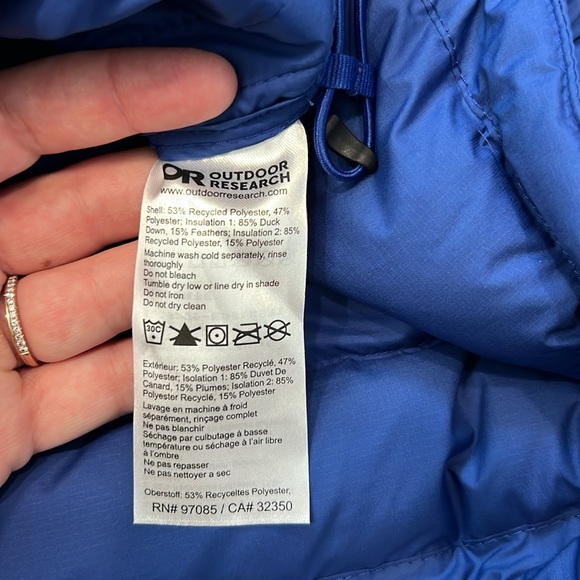 OR OUTDOOR
RESEARCH
www.outdoorresearch.com
Shell: 53% Recycled Polyester, 47%
Polyester; Insulation 1: 85% Duck
Down, 15% Feathers; Insulation 2: 85%
Recycled Polyester, 15% Polyester
Machine wash cold separately, rinse
thoroughly
Do not bleach
Tumble dry low or line dry in shade
Do not iron
Do not dry clean
30C
Extérieur: 53% Polyester Recyclé, 47%
Polyester; Isolation 1: 85% Duvet De
Canard, 15% Plumes; Isolation 2: 85%
Polyester Recyclé, 15% Polyester
Lavage en machine à froid
séparément, rinçage complet
Ne pas blanchir
Séchage par culbutage à basse
température ou séchage à l'air libre
à l'ombre
Ne pas repasser
Ne pas nettoyer a sec
Oberstoff: 53% Recyceltes Polyester,
RN# 97085 / CA# 32350